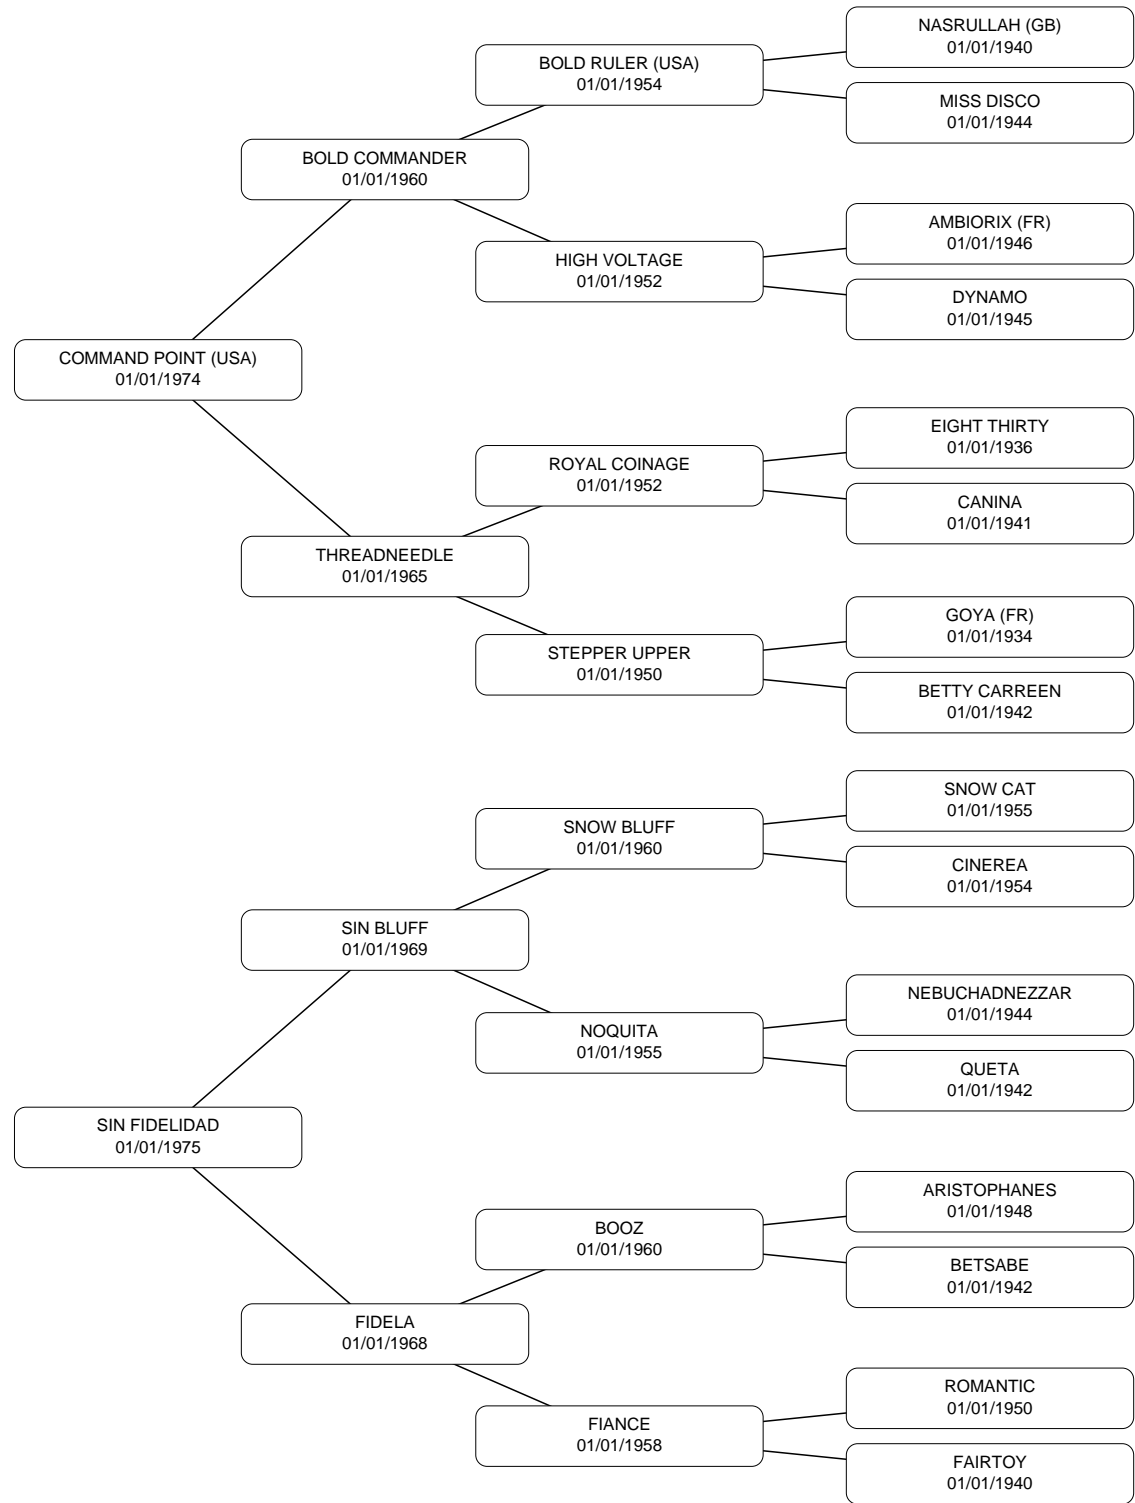 NASRULLAH (GB)
01/01/1940
BOLD RULER (USA)
01/01/1954
MISS DISCO
01/01/1944
BOLD COMMANDER
01/01/1960
AMBIORIX (FR)
01/01/1946
HIGH VOLTAGE
01/01/1952
DYNAMO
01/01/1945
COMMAND POINT (USA)
01/01/1974
EIGHT THIRTY
01/01/1936
ROYAL COINAGE
01/01/1952
CANINA
01/01/1941
THREADNEEDLE
01/01/1965
GOYA (FR)
01/01/1934
STEPPER UPPER
01/01/1950
BETTY CARREEN
01/01/1942
SNOW CAT
01/01/1955
SNOW BLUFF
01/01/1960
CINEREA
01/01/1954
SIN BLUFF
01/01/1969
NEBUCHADNEZZAR
01/01/1944
NOQUITA
01/01/1955
QUETA
01/01/1942
SIN FIDELIDAD
01/01/1975
ARISTOPHANES
01/01/1948
BOOZ
01/01/1960
BETSABE
01/01/1942
FIDELA
01/01/1968
ROMANTIC
01/01/1950
FIANCE
01/01/1958
FAIRTOY
01/01/1940